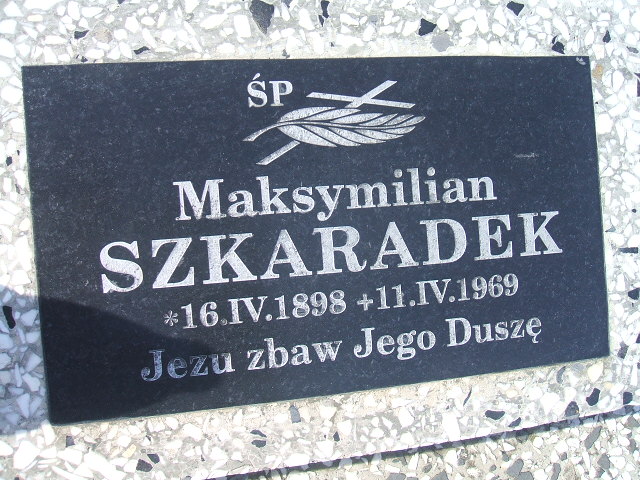 ŚP
Maksymilian
SZKARADEK
*16.IV.1898 +11.IV.1969
Jezu zbaw Jego Duszę